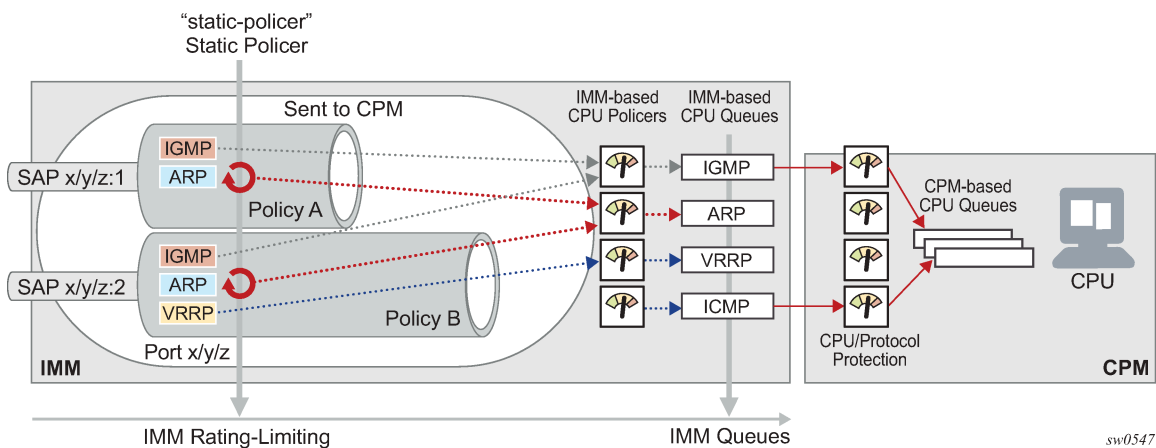 “static-policer”
Static Policer
Sent to CPM
IMM-based
CPU Policers
IMM-based
CPU Queues
IGMP
ARP
SAP x/y/z:1
Policy A
IGMP
ARP
VRRP
SAP x/y/z:2
Policy B
Port x/y/z
IMM
IGMP
ARP
VRRP
ICMP
CPM-based
CPU Queues
CPU
CPU/Protocol
Protection
CPM
IMM Rating-Limiting
IMM Queues
sw0547